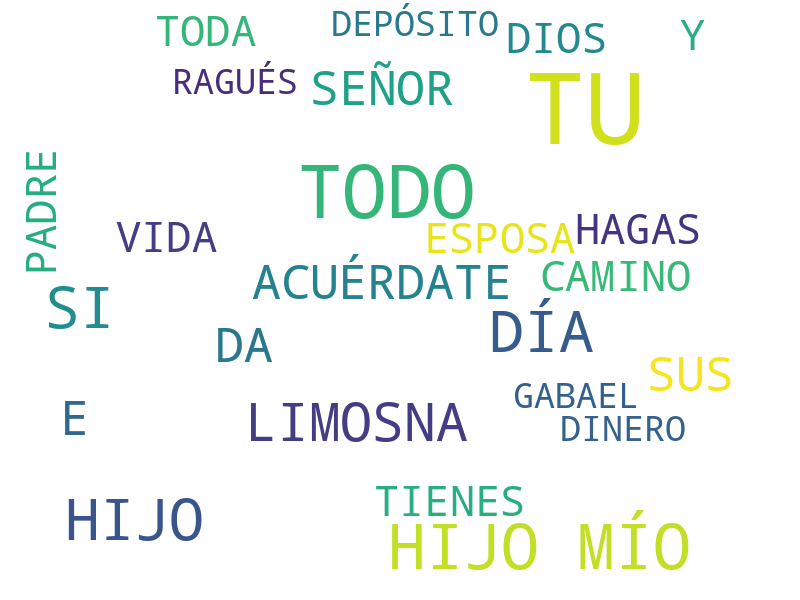 TODA DEPÓSITO DIOS Y
RAGUÉS SEÑOR TU
PADRE
TODO
VIDA ESPOSA HAGAS
ACUÉRDATE CAMINO
SI DÍA
DA SUS
E LIMOSNA GABAEL
DINERO
HIJO TIENES
HIJO MÍO